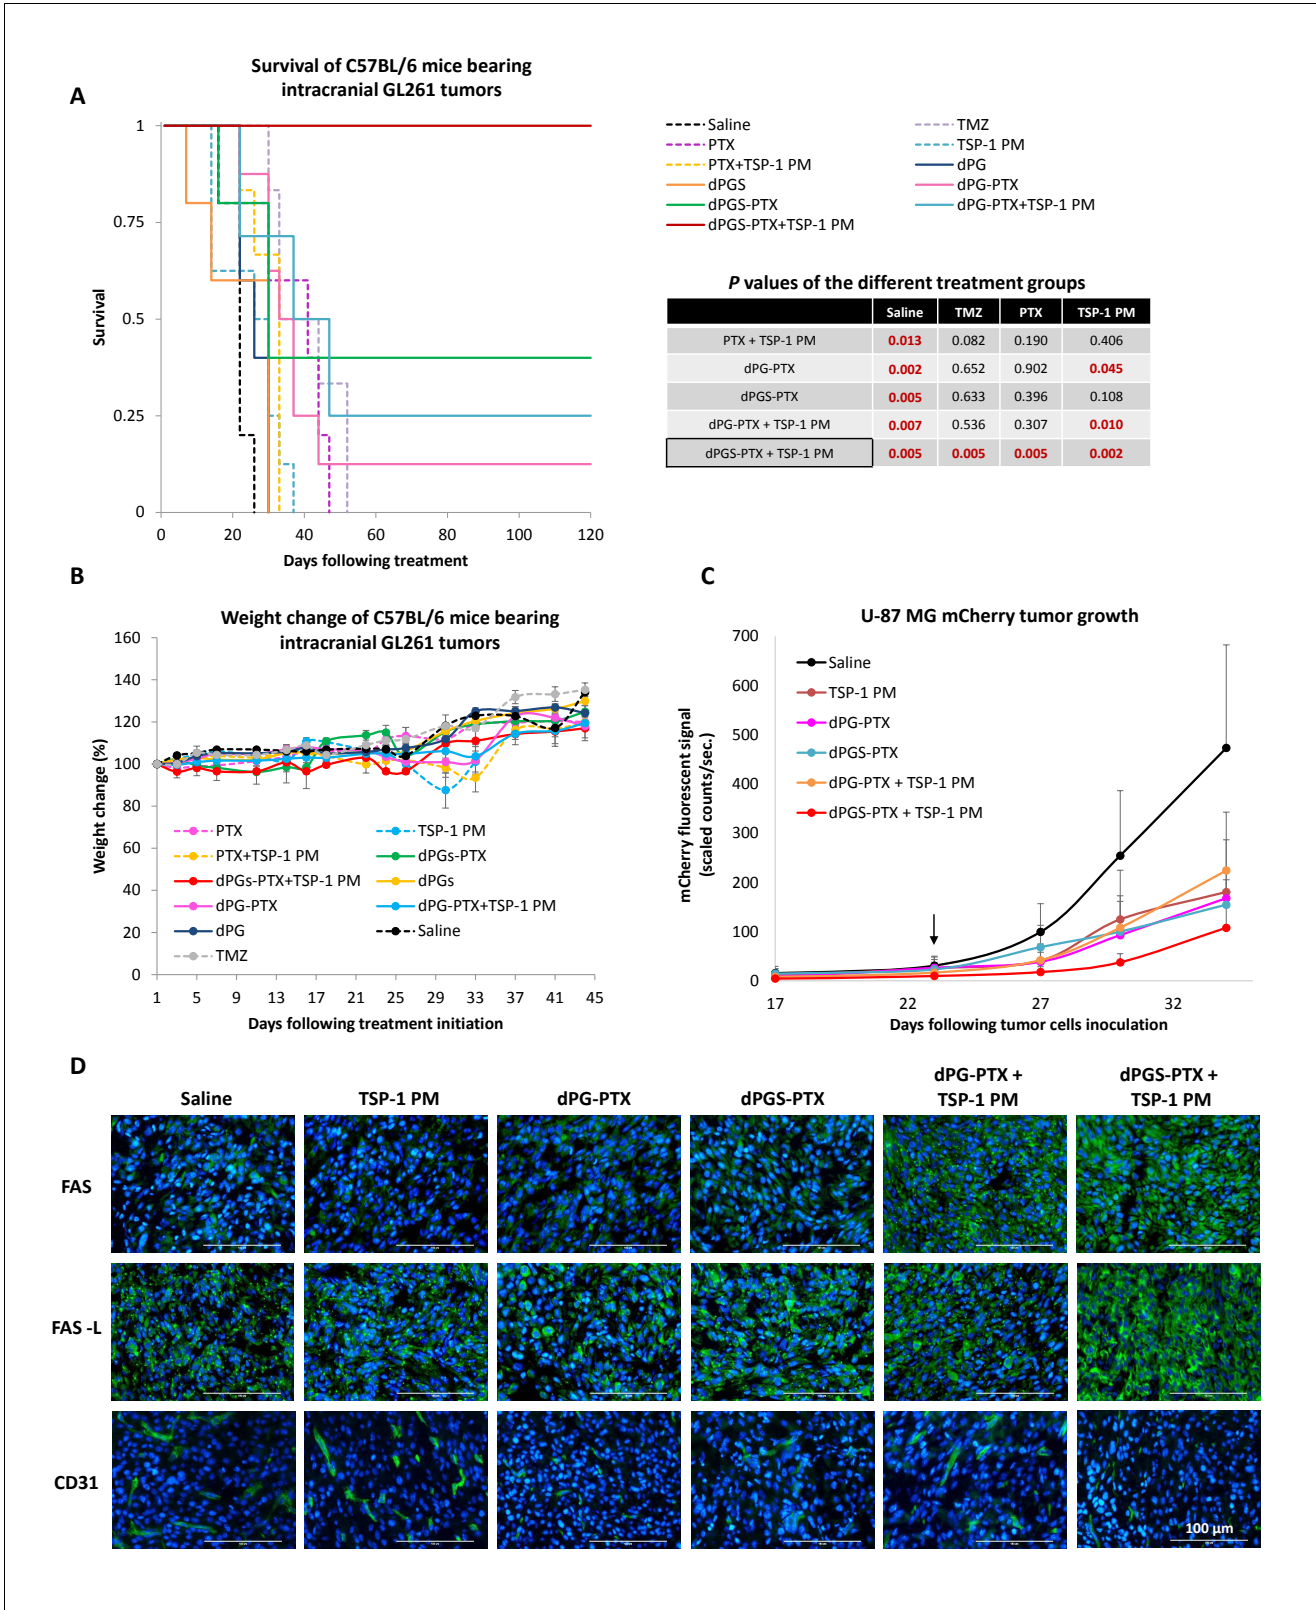 A
Survival of C57BL/6 mice bearing
intracranial GL261 tumors
Survival
1
0.75
0.5
0.25
0
0 20 40 60 80 100 120
Days following treatment
Saline TMZ
PTX TSP-1 PM
PTX+TSP-1 PM dPG
dPGS dPG-PTX
dPGS-PTX dPG-PTX+TSP-1 PM
dPGS-PTX+TSP-1 PM
P values of the different treatment groups
Saline TMZ PTX TSP-1 PM
PTX + TSP-1 PM 0.013 0.082 0.190 0.406
dPG-PTX 0.002 0.652 0.902 0.045
dPGS-PTX 0.005 0.633 0.396 0.108
dPG-PTX + TSP-1 PM 0.007 0.536 0.307 0.010
dPGS-PTX + TSP-1 PM 0.005 0.005 0.005 0.002
B
Weight change of C57BL/6 mice bearing
intracranial GL261 tumors
Weight change (%)
160
140
120
100
80
60
40
20
0
PTX TSP-1 PM
PTX+TSP-1 PM dPGs-PTX
dPGs-PTX+TSP-1 PM dPGs
dPG-PTX dPG-PTX+TSP-1 PM
dPG Saline
TMZ
1 5 9 13 17 21 25 29 33 37 41 45
Days following treatment initiation
C
U-87 MG mCherry tumor growth
mCherry fluorescent signal
(scaled counts/sec.)
700
600
500
400
300
200
100
0
Saline
TSP-1 PM
dPG-PTX
dPGS-PTX
dPG-PTX + TSP-1 PM
dPGS-PTX + TSP-1 PM
17 22 27 32
Days following tumor cells inoculation
D
Saline TSP-1 PM dPG-PTX dPGS-PTX dPG-PTX + TSP-1 PM dPGS-PTX + TSP-1 PM
FAS
FAS -L
CD31
100 µm